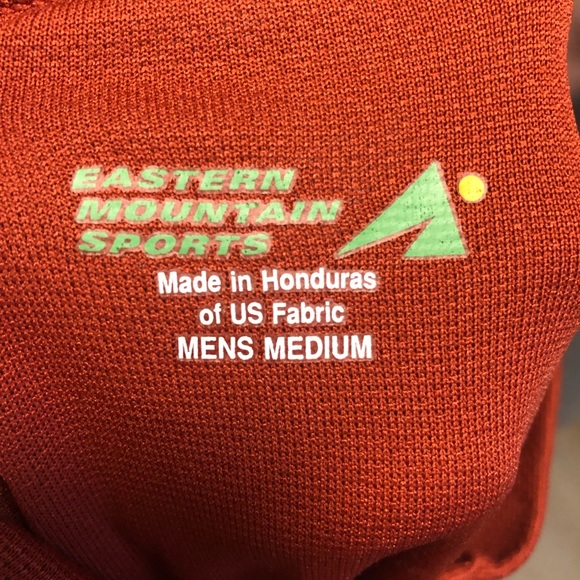 EASTERN
MOUNTAIN
SPORTS
Made in Honduras
of US Fabric
MENS MEDIUM